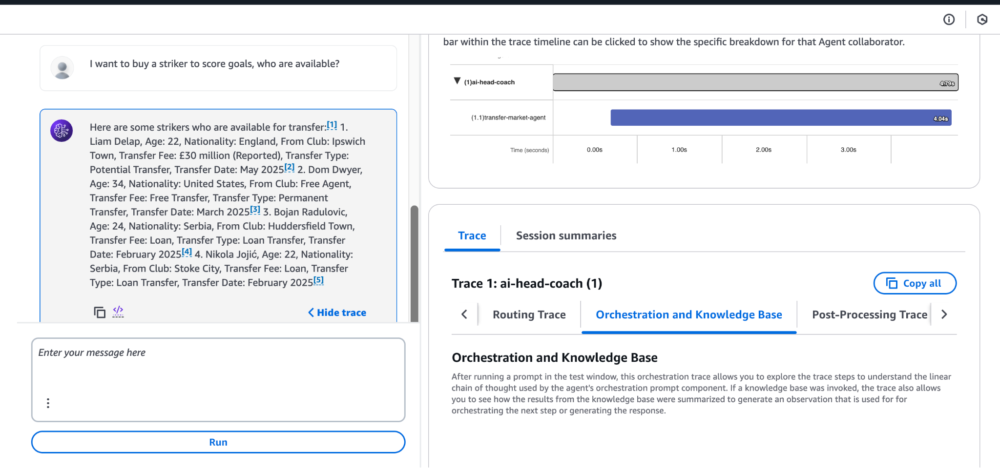 I want to buy a striker to score goals, who are available?
Here are some strikers who are available for transfer:[1] 1.
Liam Delap, Age: 22, Nationality: England, From Club: Ipswich
Town, Transfer Fee: £30 million (Reported), Transfer Type:
Potential Transfer, Transfer Date: May 2025[2] 2. Dom Dwyer,
Age: 34, Nationality: United States, From Club: Free Agent,
Transfer Fee: Free Transfer, Transfer Type: Permanent
Transfer, Transfer Date: March 2025[3] 3. Bojan Radulovic,
Age: 24, Nationality: Serbia, From Club: Huddersfield Town,
Transfer Fee: Loan, Transfer Type: Loan Transfer, Transfer
Date: February 2025[4] 4. Nikola Jojić, Age: 22, Nationality:
Serbia, From Club: Stoke City, Transfer Fee: Loan, Transfer
Type: Loan Transfer, Transfer Date: February 2025[5]
</> Hide trace
Enter your message here
Run
bar within the trace timeline can be clicked to show the specific breakdown for that Agent collaborator.
(1)ai-head-coach 4.79s
(1.1)transfer-market-agent 4.04s
Time (seconds) 0.00s 1.00s 2.00s 3.00s
Trace Session summaries
Trace 1: ai-head-coach (1) Copy all
Routing Trace Orchestration and Knowledge Base Post-Processing Trace
Orchestration and Knowledge Base
After running a prompt in the test window, this orchestration trace allows you to explore the trace steps to understand the linear
chain of thought used by the agent's orchestration prompt component. If a knowledge base was invoked, the trace also allows
you to see how the results from the knowledge base were summarized to generate an observation that is used for for
orchestrating the next step or generating the response.